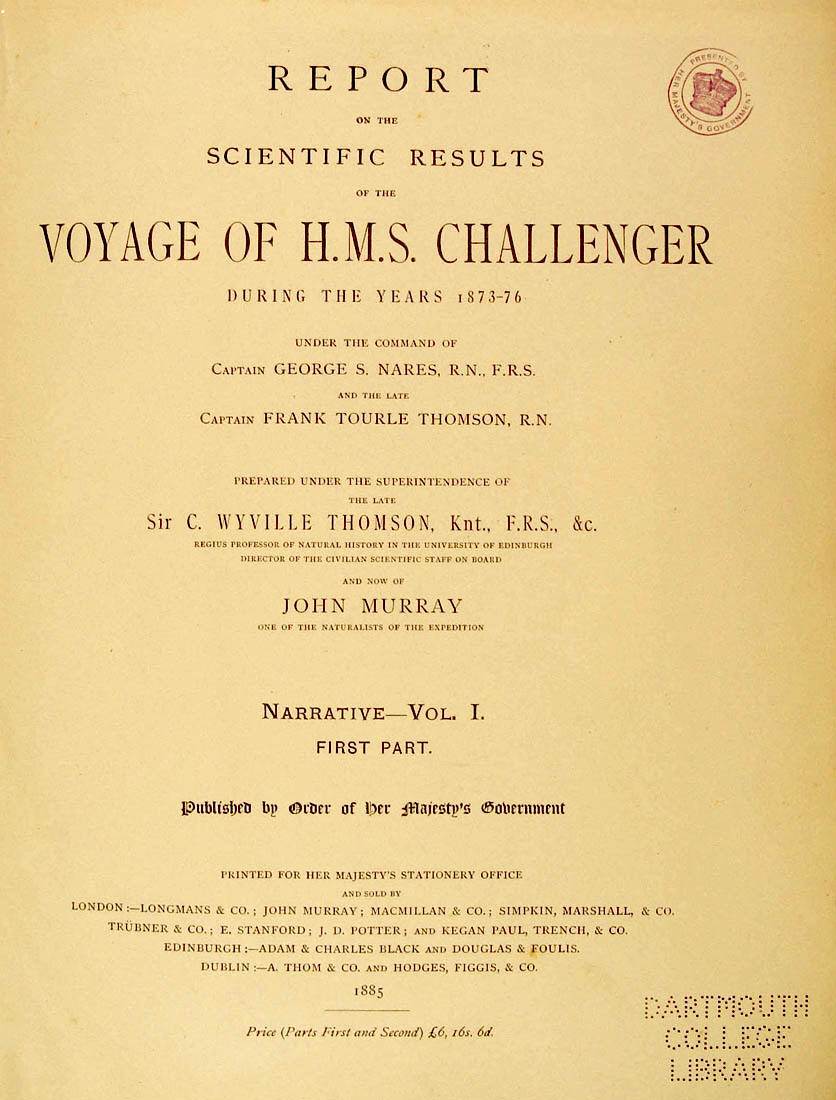 REPORT
ON THE
SCIENTIFIC RESULTS
OF THE
VOYAGE OF H.M.S. CHALLENGER
DURING THE YEARS 1873-76
UNDER THE COMMAND OF
CAPTAIN GEORGE S. NARES, R.N., F.R.S.
AND THE LATE
CAPTAIN FRANK TOURLE THOMSON, R.N.
PREPARED UNDER THE SUPERINTENDENCE OF
THE LATE
Sir C. WYVILLE THOMSON, Knt., F.R.S., &c.
REGIUS PROFESSOR OF NATURAL HISTORY IN THE UNIVERSITY OF EDINBURGH
DIRECTOR OF THE CIVILIAN SCIENTIFIC STAFF ON BOARD
AND NOW OF
JOHN MURRAY
ONE OF THE NATURALISTS OF THE EXPEDITION
NARRATIVE—VOL. I.
FIRST PART.
Published by Order of Her Majesty's Government
PRINTED FOR HER MAJESTY'S STATIONERY OFFICE
AND SOLD BY
LONDON:—LONGMANS & CO.; JOHN MURRAY; MACMILLAN & CO.; SIMPKIN, MARSHALL, & CO.
TRÜBNER & CO.; E. STANFORD; J. D. POTTER; AND KEGAN PAUL, TRENCH, & CO.
EDINBURGH:—ADAM & CHARLES BLACK AND DOUGLAS & FOULIS.
DUBLIN:—A. THOM & CO. AND HODGES, FIGGIS, & CO.
1885
Price (Parts First and Second) £6, 16s. 6d.
PRESENTED BY
HER MAJESTY'S GOVERNMENT
DARTMOUTH
COLLEGE
LIBRARY